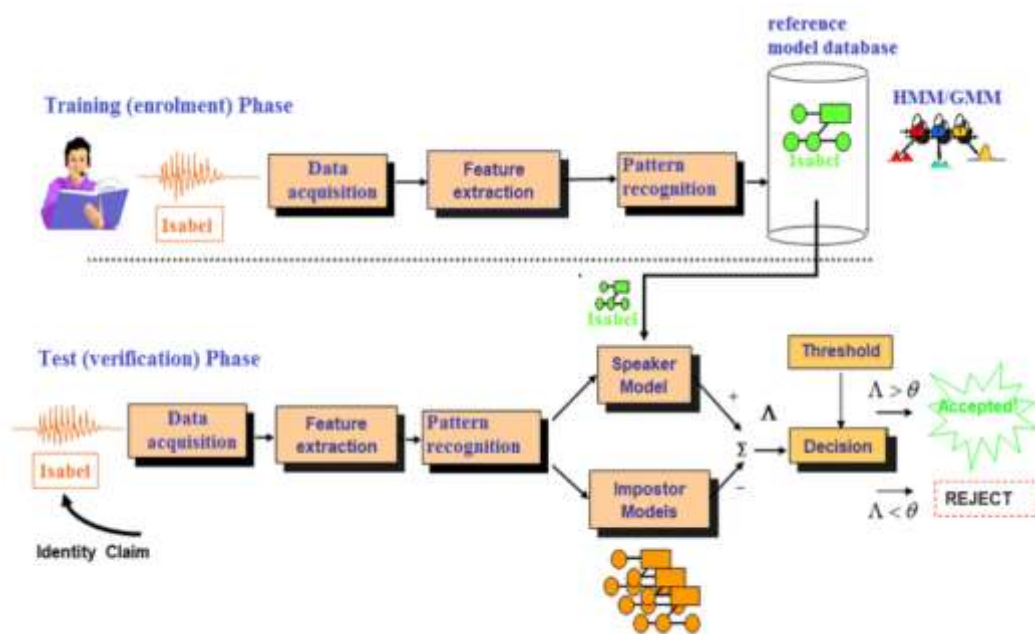 reference
model database
Training (enrolment) Phase
HMM/GMM
Isabel
Data
acquisition
Feature
extraction
Pattern
recognition
Isabel
Isabel
Test (verification) Phase
Speaker
Model
Threshold
Λ > θ
Accepted!
Data
acquisition
Feature
extraction
Pattern
recognition
+
Λ
Σ
Decision
Isabel
−
Impostor
Models
Λ < θ
REJECT
Identity Claim